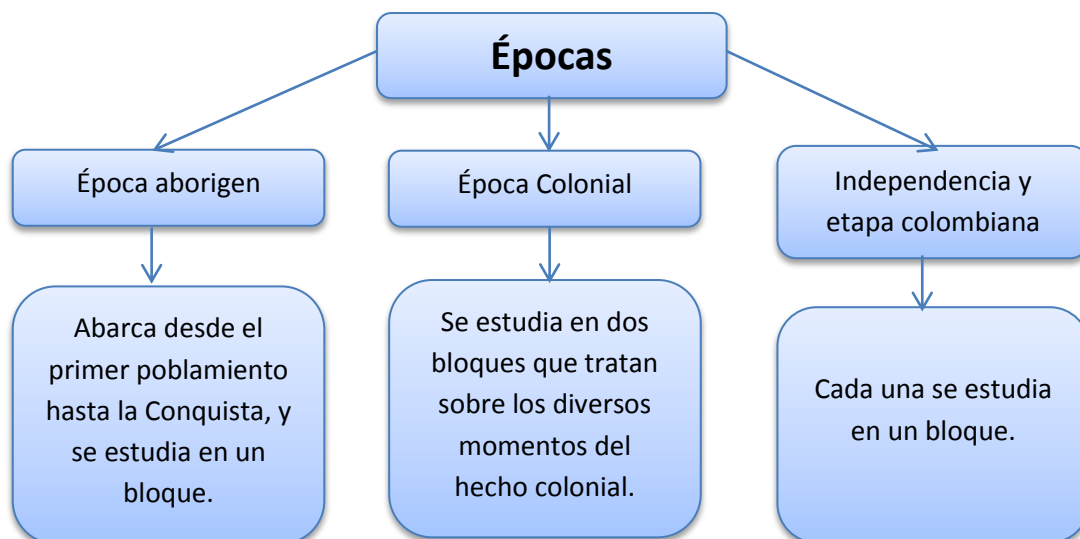 Épocas
Época aborigen
Época Colonial
Independencia y
etapa colombiana
Abarca desde el
primer poblamiento
hasta la Conquista, y
se estudia en un
bloque.
Se estudia en dos
bloques que tratan
sobre los diversos
momentos del
hecho colonial.
Cada una se estudia
en un bloque.